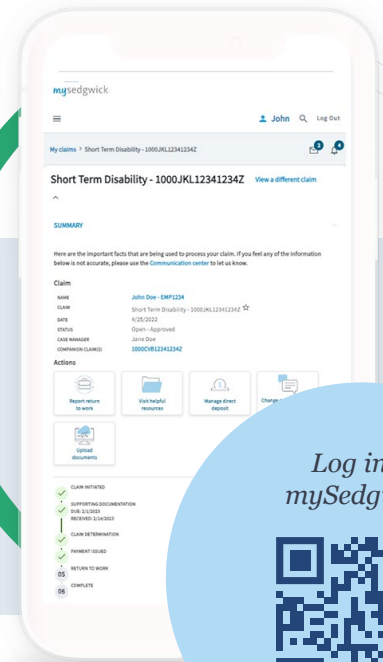 mysedgwick
John Log Out
My claims > Short Term Disability - 1000JKL12341234Z 2 4
Short Term Disability - 1000JKL12341234Z View a different claim
SUMMARY
Here are the important facts that are being used to process your claim. If you feel any of the information
below is not accurate, please use the Communication center to let us know.
Claim
NAME John Doe - EMP1234
CLAIM Short Term Disability - 1000JKL12341234Z
DATE 4/25/2022
STATUS Open - Approved
CASE MANAGER Jane Doe
COMPANION CLAIM(S) 1000CVB12341234Z
Actions
Report return
to work
Visit helpful
resources
Manage direct
deposit
Change
Upload
documents
CLAIM INITIATED
SUPPORTING DOCUMENTATION
DUE: 2/1/2023
RECEIVED: 2/14/2023
CLAIM DETERMINATION
PAYMENT ISSUED
05 RETURN TO WORK
06 COMPLETE
Log in
mySedg